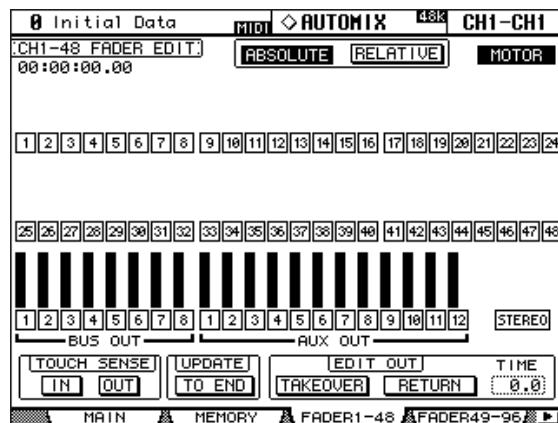 0 Initial Data MIDI ◇AUTOMIX 48K CH1-CH1
CH1-48 FADER EDIT ABSOLUTE RELATIVE MOTOR
00:00:00.00
1 2 3 4 5 6 7 8 9 10 11 12 13 14 15 16 17 18 19 20 21 22 23 24
25 26 27 28 29 30 31 32 33 34 35 36 37 38 39 40 41 42 43 44 45 46 47 48
1 2 3 4 5 6 7 8 1 2 3 4 5 6 7 8 9 10 11 12 STEREO
BUS OUT AUX OUT
TOUCH SENSE UPDATE EDIT OUT TIME
IN OUT TO END TAKEOVER RETURN 0.0
MAIN MEMORY FADER1-48 FADER49-96